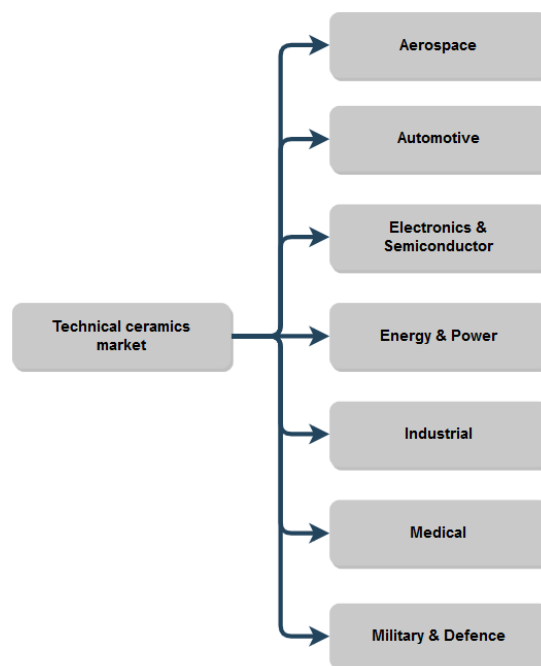 Aerospace
Automotive
Electronics &
Semiconductor
Technical ceramics
market
Energy & Power
Industrial
Medical
Military & Defence